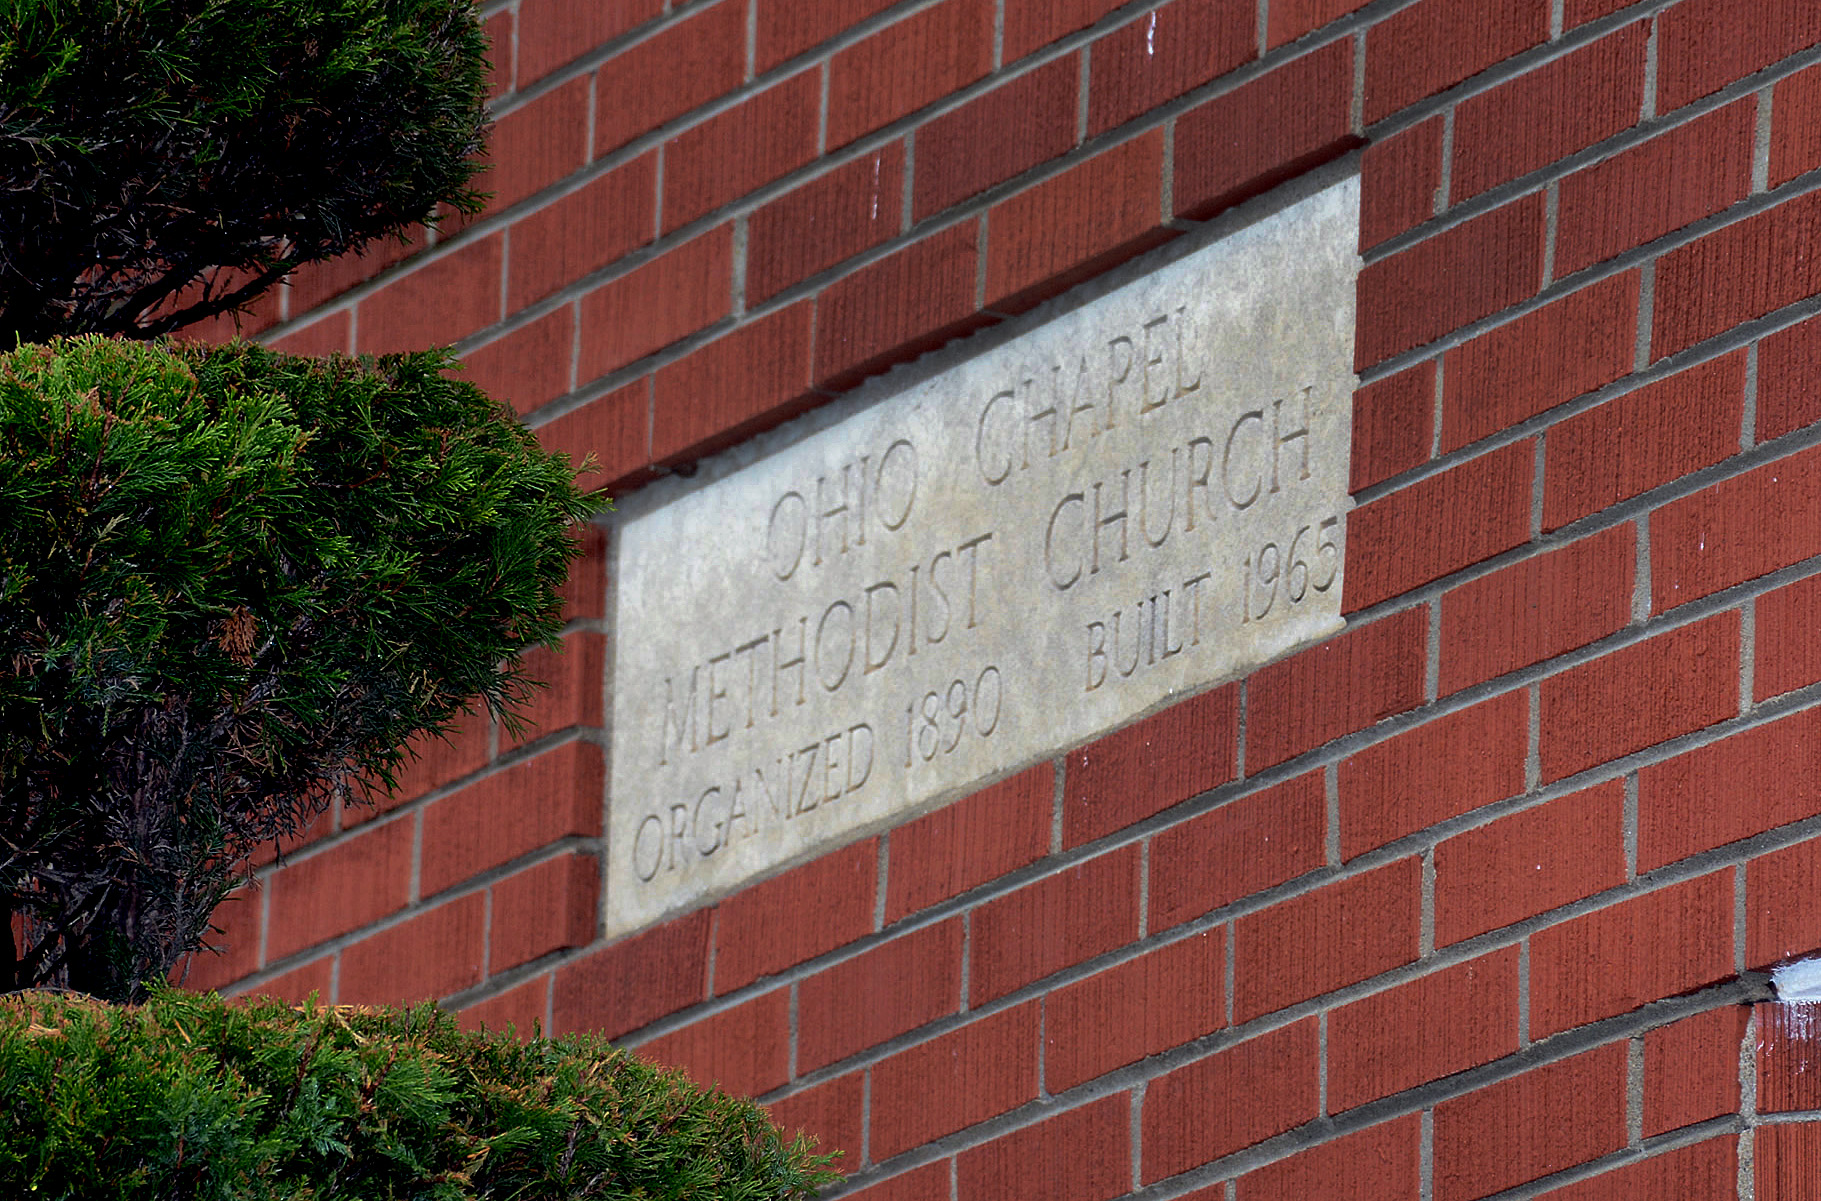 OHIO CHAPEL
METHODIST CHURCH
ORGANIZED 1890 BUILT 1965